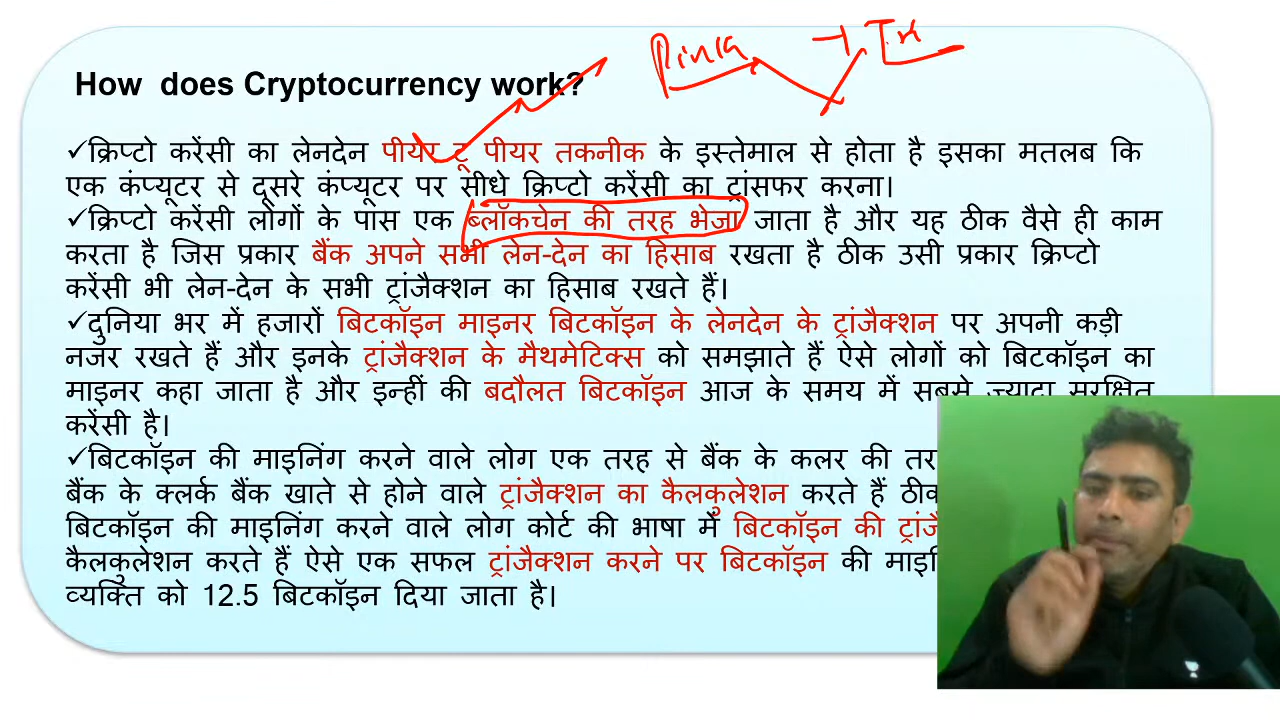 How does Cryptocurrency work?
✓क्रिप्टो करेंसी का लेनदेन पीयर टू पीयर तकनीक के इस्तेमाल से होता है इसका मतलब कि
एक कंप्यूटर से दूसरे कंप्यूटर पर सीधे क्रिप्टो करेंसी का ट्रांसफर करना।
✓क्रिप्टो करेंसी लोगों के पास एक ब्लॉकचेन की तरह भेजा जाता है और यह ठीक वैसे ही काम
करता है जिस प्रकार बैंक अपने सभी लेन-देन का हिसाब रखता है ठीक उसी प्रकार क्रिप्टो
करेंसी भी लेन-देन के सभी ट्रांजैक्शन का हिसाब रखते हैं।
✓दुनिया भर में हजारों बिटकॉइन माइनर बिटकॉइन के लेनदेन के ट्रांजैक्शन पर अपनी कड़ी
नजर रखते हैं और इनके ट्रांजैक्शन के मैथमेटिक्स को समझाते हैं ऐसे लोगों को बिटकॉइन का
माइनर कहा जाता है और इन्हीं की बदौलत बिटकॉइन आज के समय में सबसे ज्यादा सुरक्षित
करेंसी है।
✓बिटकॉइन की माइनिंग करने वाले लोग एक तरह से बैंक के कलर की
बैंक के क्लर्क बैंक खाते से होने वाले ट्रांजैक्शन का कैलकुलेशन करते हैं
बिटकॉइन की माइनिंग करने वाले लोग कोर्ट की भाषा में बिटकॉइन की
कैलकुलेशन करते हैं ऐसे एक सफल ट्रांजैक्शन करने पर बिटकॉइन की
व्यक्ति को 12.5 बिटकॉइन दिया जाता है।